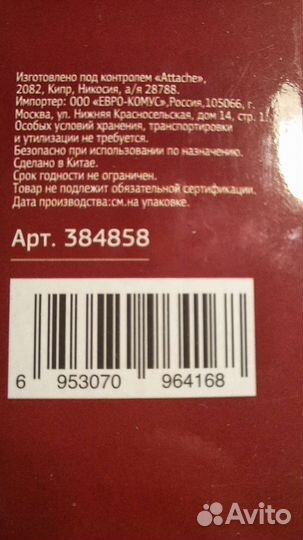 Изготовлено под контролем «Attache»,
2082, Кипр, Никосия, а/я 28788.
Импортер: ООО «ЕВРО-КОМУС»,Россия,105066, г.
Москва, ул. Нижняя Красносельская, дом 14, стр. 1.
Особых условий хранения, транспортировки
и утилизации не требуется.
Безопасно при использовании по назначению.
Сделано в Китае.
Срок годности не ограничен.
Товар не подлежит обязательной сертификации.
Дата производства:см.на упаковке.
Арт. 384858
6 953070 964168
Avito